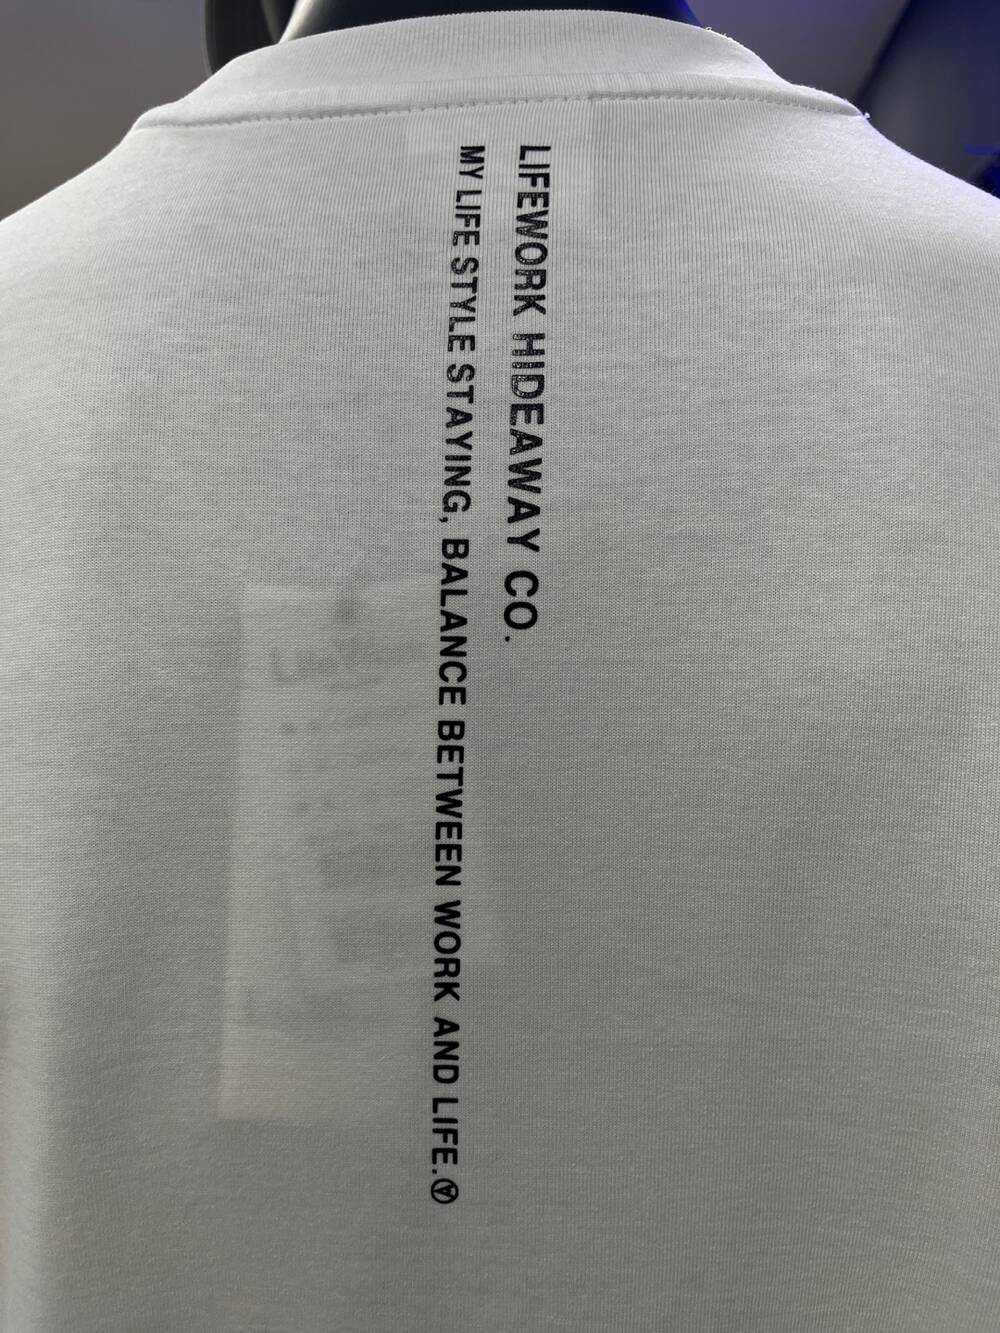 LIFEWORK HIDEAWAY CO.
MY LIFE STYLE STAYING, BALANCE BETWEEN WORK AND LIFE.